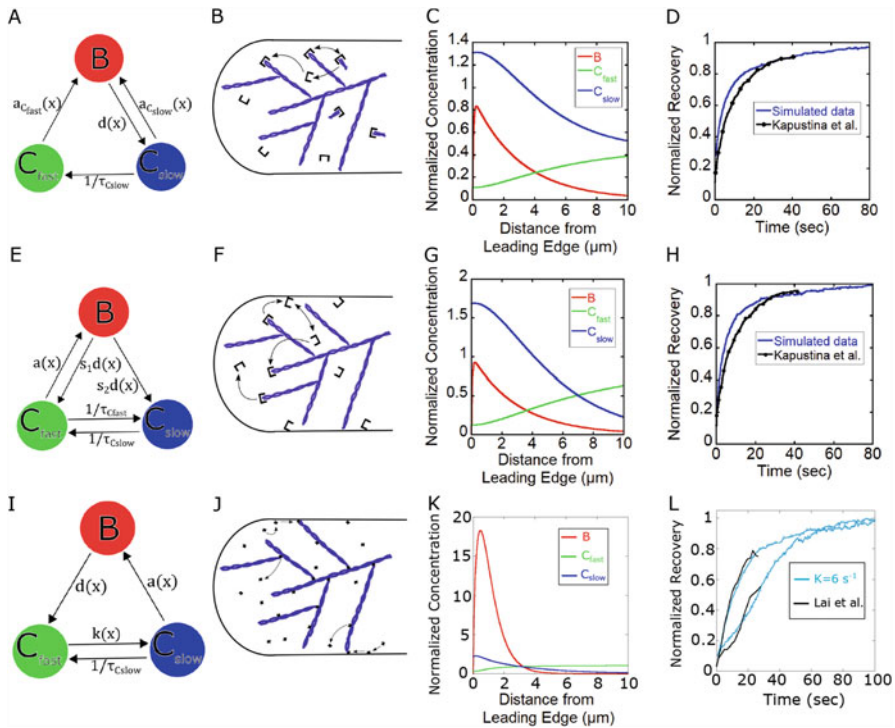 A
B
a_Cfast(x)
d(x)
a_Cslow(x)
C_fast
C_slow
1/τ_Cslow
B
C
Normalized Concentration
1.4
1.2
1
0.8
0.6
0.4
0.2
0
B
C_fast
C_slow
0 2 4 6 8 10
Distance from
Leading Edge (μm)
D
Normalized Recovery
1
0.8
0.6
0.4
0.2
0
Simulated data
Kapustina et al.
0 20 40 60 80
Time (sec)
E
B
a(x)
s₁d(x)
s₂d(x)
C_fast
1/τ_Cfast
1/τ_Cslow
C_slow
F
G
Normalized Concentration
2
1.5
1
0.5
0
B
C_fast
C_slow
0 2 4 6 8 10
Distance from
Leading Edge (μm)
H
Normalized Recovery
1
0.8
0.6
0.4
0.2
0
Simulated data
Kapustina et al.
0 20 40 60 80
Time (sec)
I
B
d(x)
a(x)
C_fast
k(x)
1/τ_Cslow
C_slow
J
K
Normalized Concentration
20
15
10
5
0
B
C_fast
C_slow
0 2 4 6 8 10
Distance from
Leading Edge (μm)
L
Normalized Recovery
1
0.8
0.6
0.4
0.2
0
K=6 s⁻¹
Lai et al.
0 20 40 60 80 100
Time (sec)